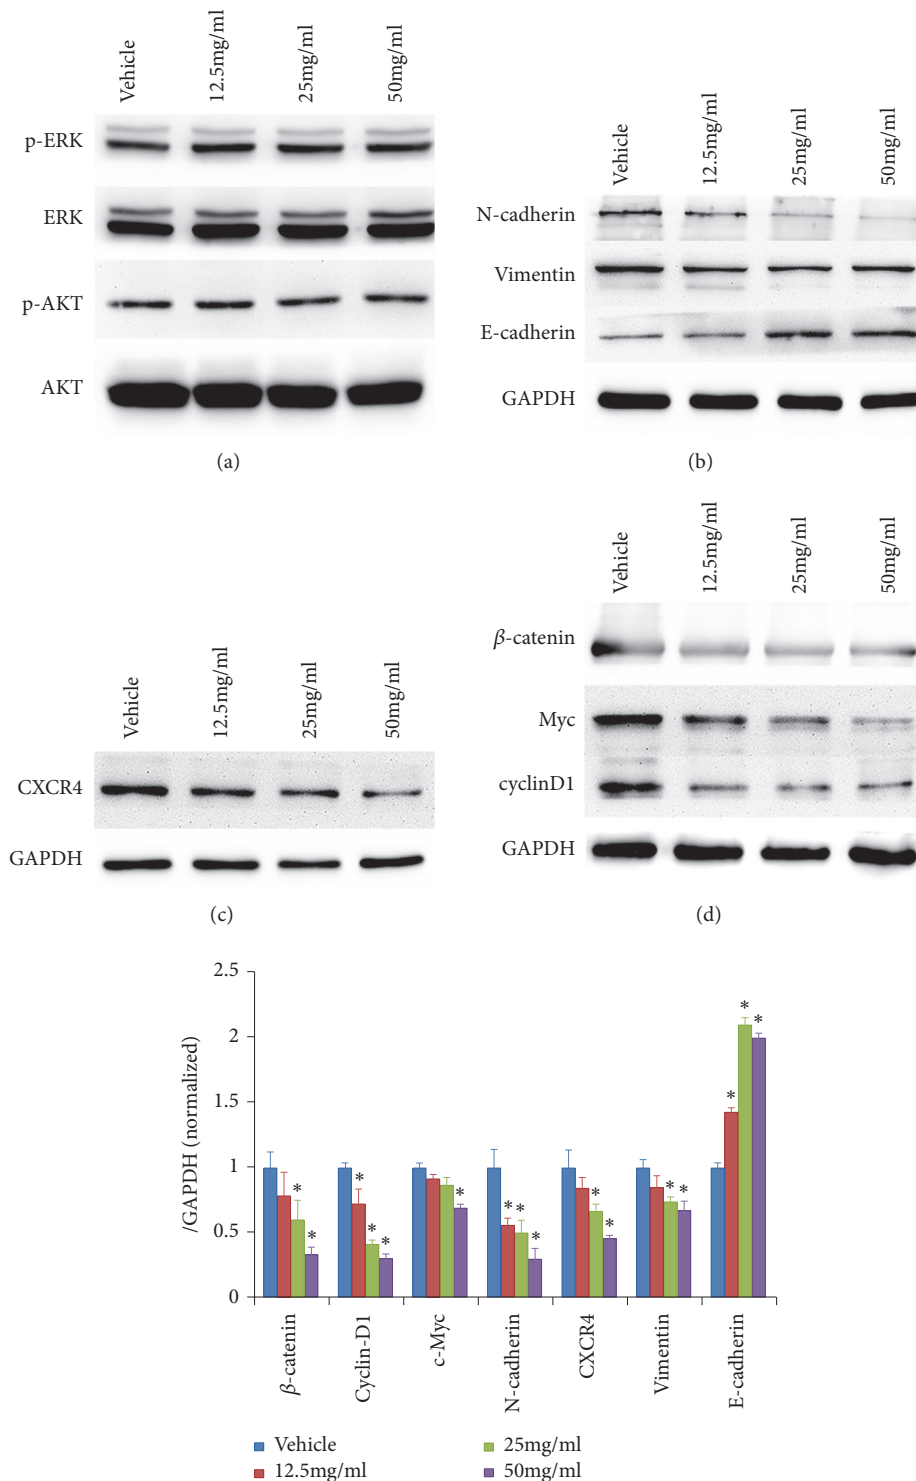 Vehicle
12.5mg/ml
25mg/ml
50mg/ml
p-ERK
ERK
p-AKT
AKT
(a)
Vehicle
12.5mg/ml
25mg/ml
50mg/ml
N-cadherin
Vimentin
E-cadherin
GAPDH
(b)
Vehicle
12.5mg/ml
25mg/ml
50mg/ml
CXCR4
GAPDH
(c)
Vehicle
12.5mg/ml
25mg/ml
50mg/ml
β-catenin
Myc
cyclinD1
GAPDH
(d)
/GAPDH (normalized)
2.5
2
1.5
1
0.5
0
* *
* * *
*
* * *
* *
* *
* * *
β-catenin
Cyclin-D1
c-Myc
N-cadherin
CXCR4
Vimentin
E-cadherin
Vehicle
12.5mg/ml
25mg/ml
50mg/ml